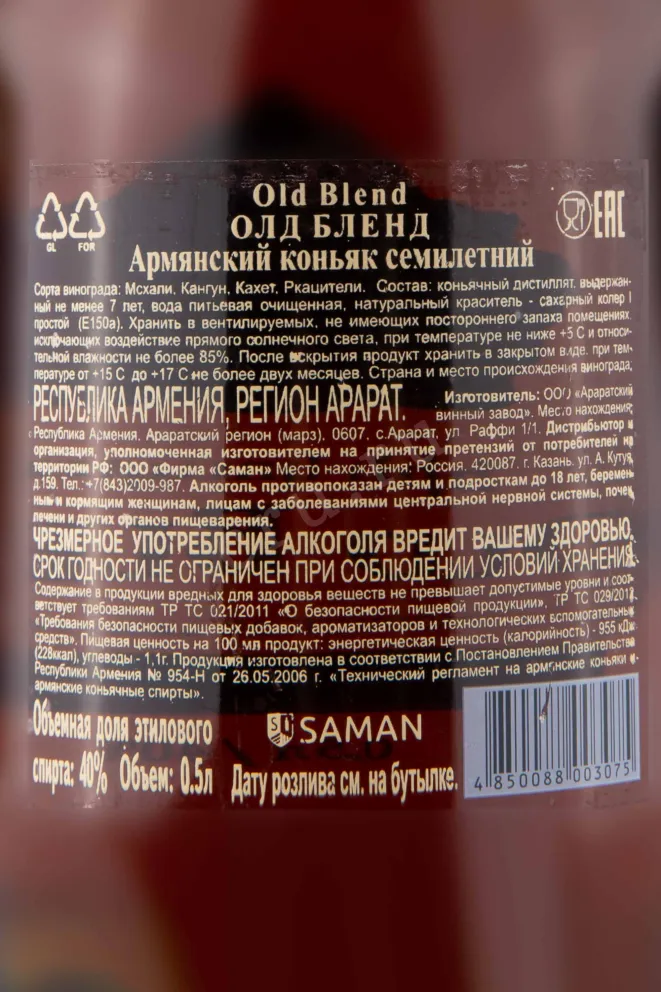 Old Blend
ОЛД БЛЕНД
Армянский коньяк семилетний
GL
FOR
EAC
Сорта винограда: Мсхали, Кангун, Кахет, Ркацители. Состав: коньячный дистиллят, выдержан-
ный не менее 7 лет, вода питьевая очищенная, натуральный краситель - сахарный колер I
простой (Е150а). Хранить в вентилируемых, не имеющих постороннего запаха помещениях,
исключающих воздействие прямого солнечного света, при температуре не ниже +5 С и относи-
тельной влажности не более 85%. После вскрытия продукт хранить в закрытом виде, при тем-
пературе от +15 С до +17 С не более двух месяцев. Страна и место происхождения винограда:
РЕСПУБЛИКА АРМЕНИЯ, РЕГИОН АРАРАТ. Изготовитель: ООО «Араратский
винный завод». Место нахождения:
Республика Армения, Араратский регион (марз), 0607, с.Арарат, ул Раффи 1/1. Дистрибьютор и
организация, уполномоченная изготовителем на принятие претензий от потребителей на
территории РФ: ООО «Фирма «Саман» Место нахождения: Россия, 420087, г. Казань, ул. А. Кутуя,
д.159. Тел.:+7(843)2009-987. Алкоголь противопоказан детям и подросткам до 18 лет, беремен-
ным и кормящим женщинам, лицам с заболеваниями центральной нервной системы, почек,
печени и других органов пищеварения.
ЧРЕЗМЕРНОЕ УПОТРЕБЛЕНИЕ АЛКОГОЛЯ ВРЕДИТ ВАШЕМУ ЗДОРОВЬЮ.
СРОК ГОДНОСТИ НЕ ОГРАНИЧЕН ПРИ СОБЛЮДЕНИИ УСЛОВИЙ ХРАНЕНИЯ.
Содержание в продукции вредных для здоровья веществ не превышает допустимые уровни и соот-
ветствует требованиям ТР ТС 021/2011 «О безопасности пищевой продукции», ТР ТС 029/2012
«Требования безопасности пищевых добавок, ароматизаторов и технологических вспомогательных
средств». Пищевая ценность на 100 мл продукт: энергетическая ценность (калорийность) - 955 кДж
(228ккал), углеводы - 1,1г. Продукция изготовлена в соответствии с Постановлением Правительства
Республики Армения № 954-Н от 26.05.2006 г. «Технический регламент на армянские коньяки и
армянские коньячные спирты».
Объемная доля этилового
спирта: 40% Объем: 0.5л
SAMAN
Дату розлива см. на бутылке.
4 850088 003075